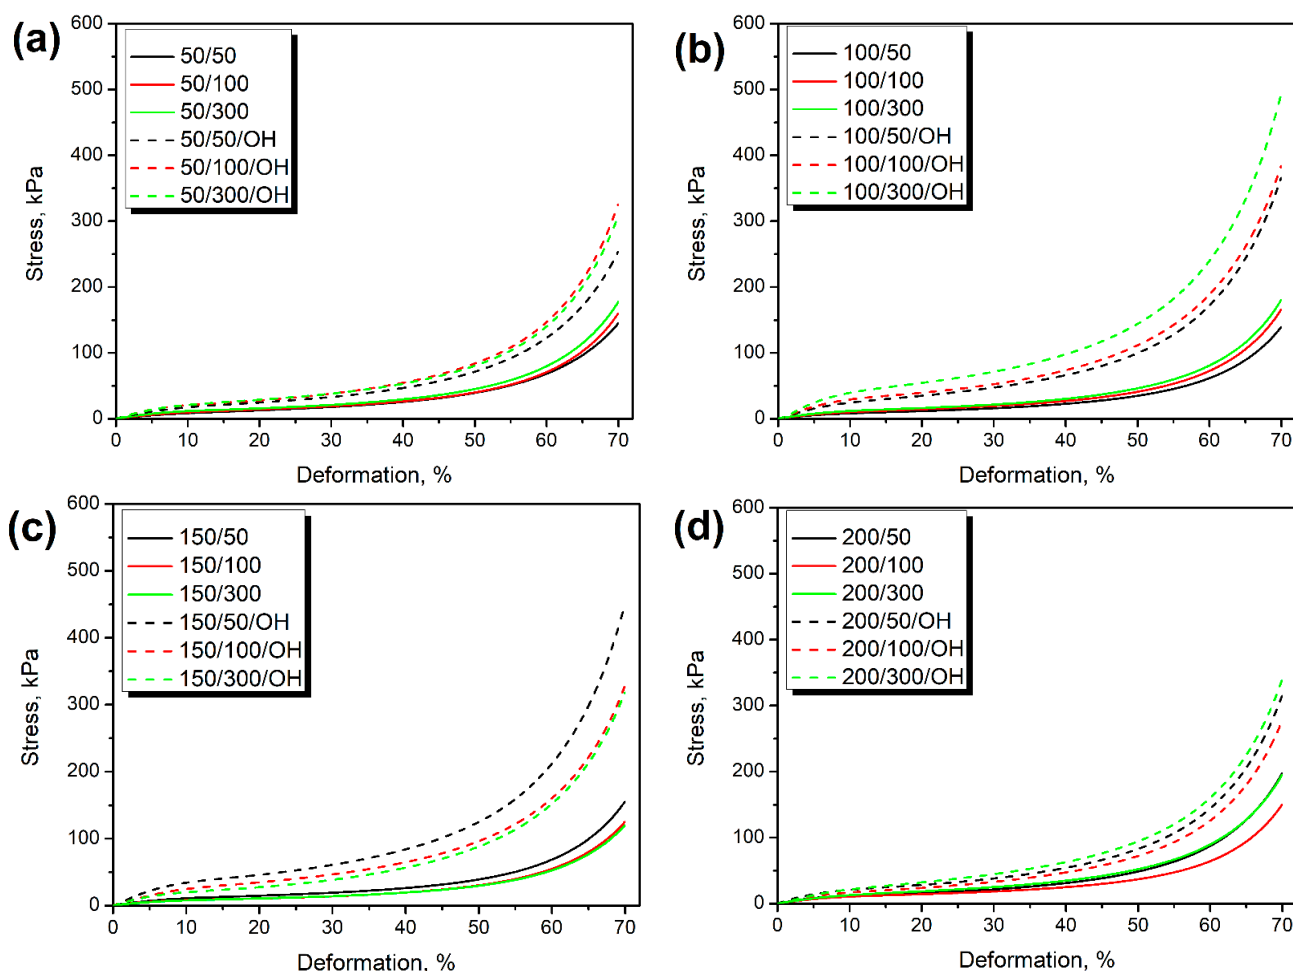 (a)
600
500
400
300
200
100
0
Stress, kPa
50/50
50/100
50/300
50/50/OH
50/100/OH
50/300/OH
0 10 20 30 40 50 60 70
Deformation, %
(b)
600
500
400
300
200
100
0
Stress, kPa
100/50
100/100
100/300
100/50/OH
100/100/OH
100/300/OH
0 10 20 30 40 50 60 70
Deformation, %
(c)
600
500
400
300
200
100
0
Stress, kPa
150/50
150/100
150/300
150/50/OH
150/100/OH
150/300/OH
0 10 20 30 40 50 60 70
Deformation, %
(d)
600
500
400
300
200
100
0
Stress, kPa
200/50
200/100
200/300
200/50/OH
200/100/OH
200/300/OH
0 10 20 30 40 50 60 70
Deformation, %